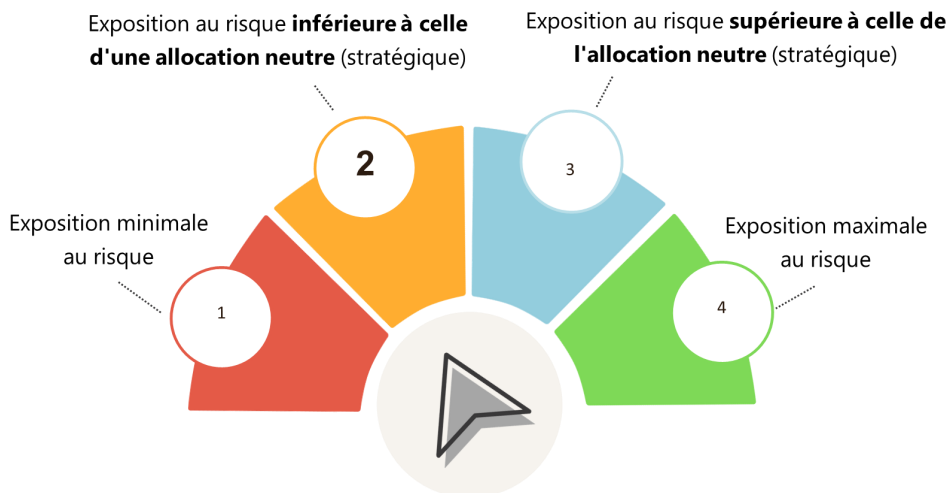 Exposition au risque inférieure à celle
d'une allocation neutre (stratégique)
Exposition au risque supérieure à celle de
l'allocation neutre (stratégique)
2
3
Exposition minimale
au risque
1
Exposition maximale
au risque
4